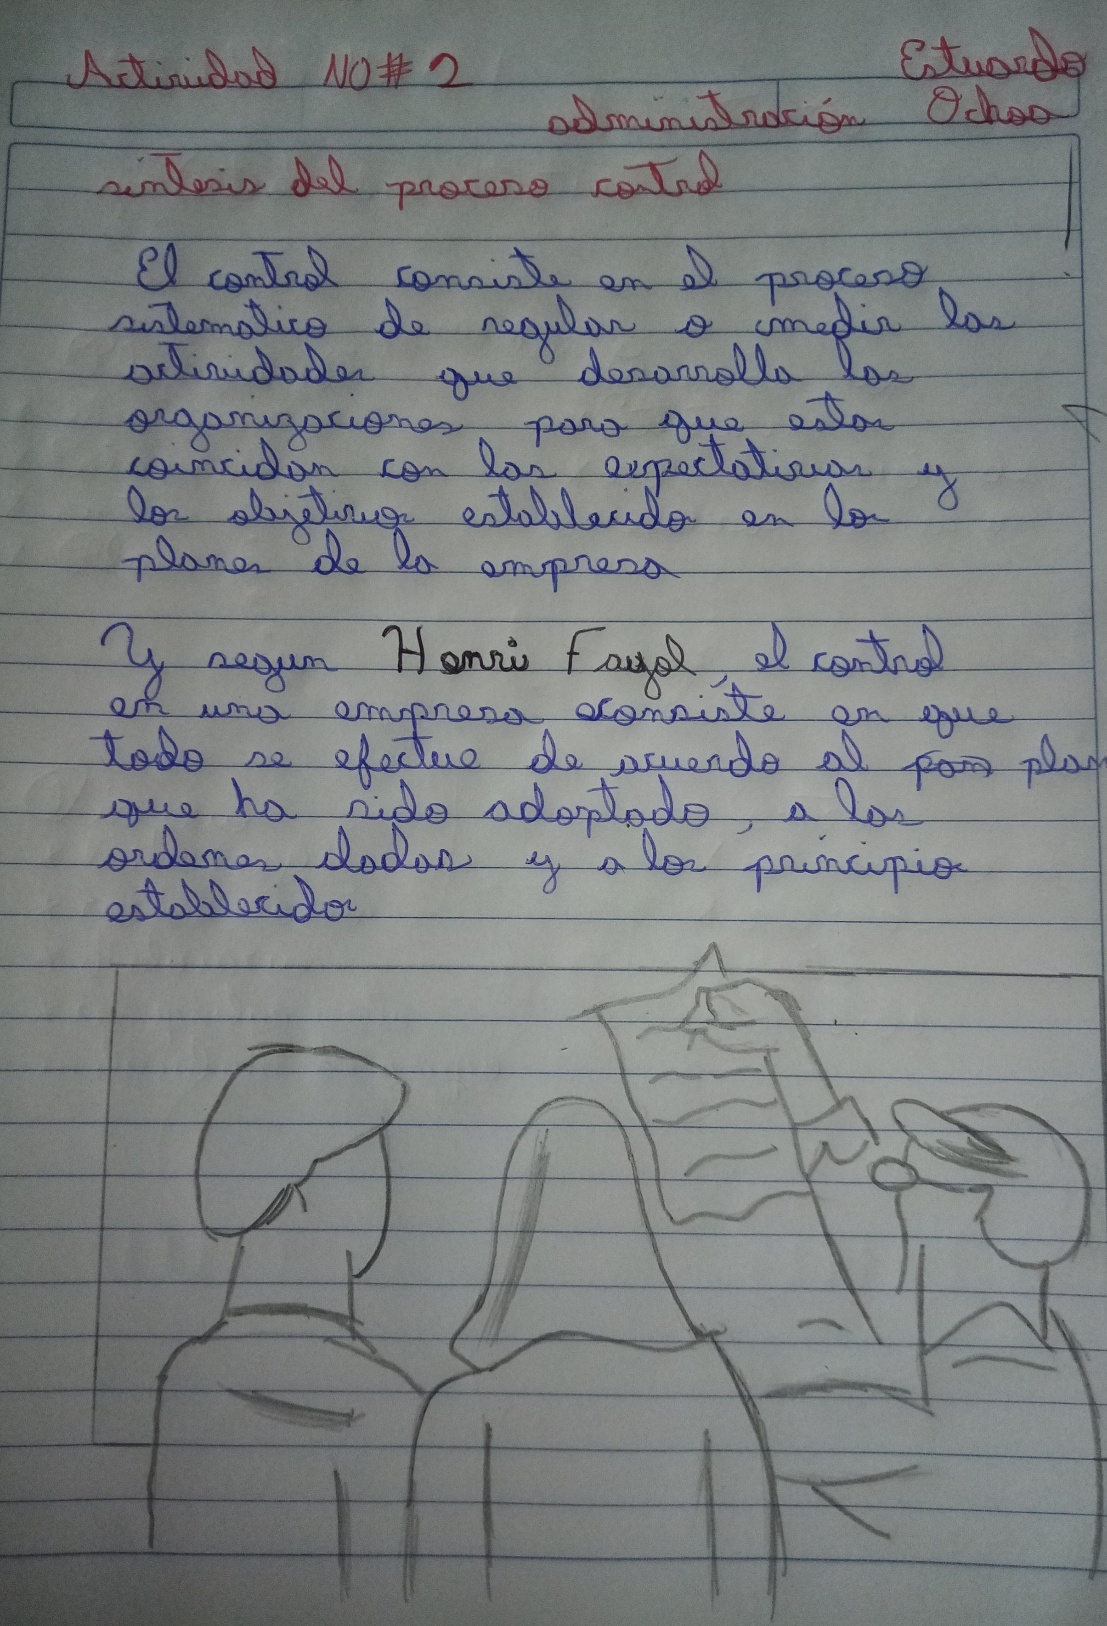 Actividad NO# 2 Estuardo
administración Ochoa
síntesis del proceso control
El control consiste en el proceso
sistematico de regular o medir las
actividades que desarrolla las
organizaciones para que estas
coincidan con las expectativas y
los objetivos establecido en los
planes de la empresa
Y segun Henri Fayol, el control
en una empresa consiste en que
todo se efectue de acuerdo al plan
que ha sido adoptado, a las
ordenes dadas y a los principio
establecidos